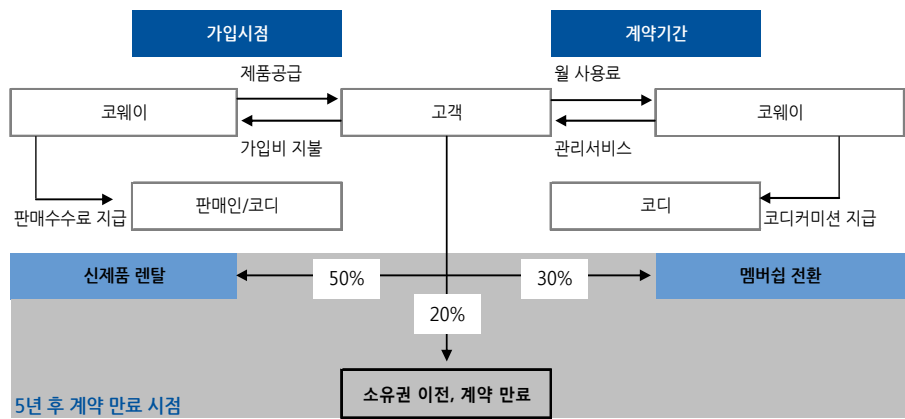 가입시점
계약기간
제품공급
월 사용료
코웨이
고객
코웨이
가입비 지불
관리서비스
판매인/코디
코디
판매수수료 지급
코디커미션 지급
신제품 렌탈
50%
30%
멤버쉽 전환
20%
소유권 이전, 계약 만료
5년 후 계약 만료 시점